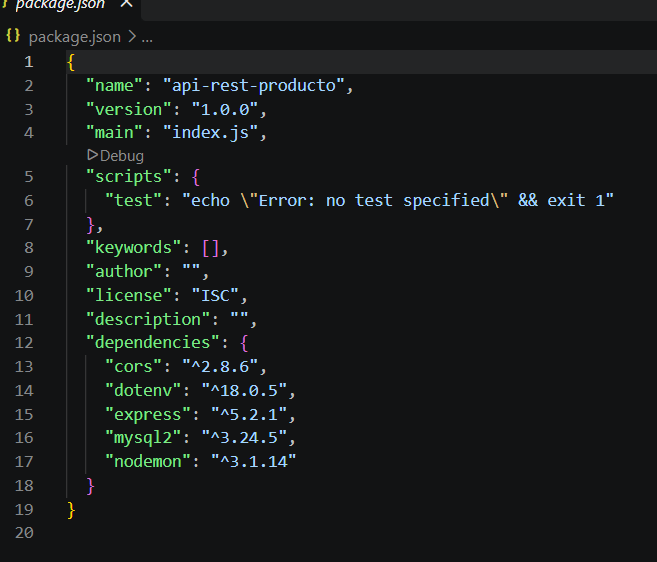 package.json
{} package.json > ...
1 {
2 "name": "api-rest-producto",
3 "version": "1.0.0",
4 "main": "index.js",
Debug
5 "scripts": {
6 "test": "echo \"Error: no test specified\" && exit 1"
7 },
8 "keywords": [],
9 "author": "",
10 "license": "ISC",
11 "description": "",
12 "dependencies": {
13 "cors": "^2.8.6",
14 "dotenv": "^18.0.5",
15 "express": "^5.2.1",
16 "mysql2": "^3.24.5",
17 "nodemon": "^3.1.14"
18 }
19 }
20